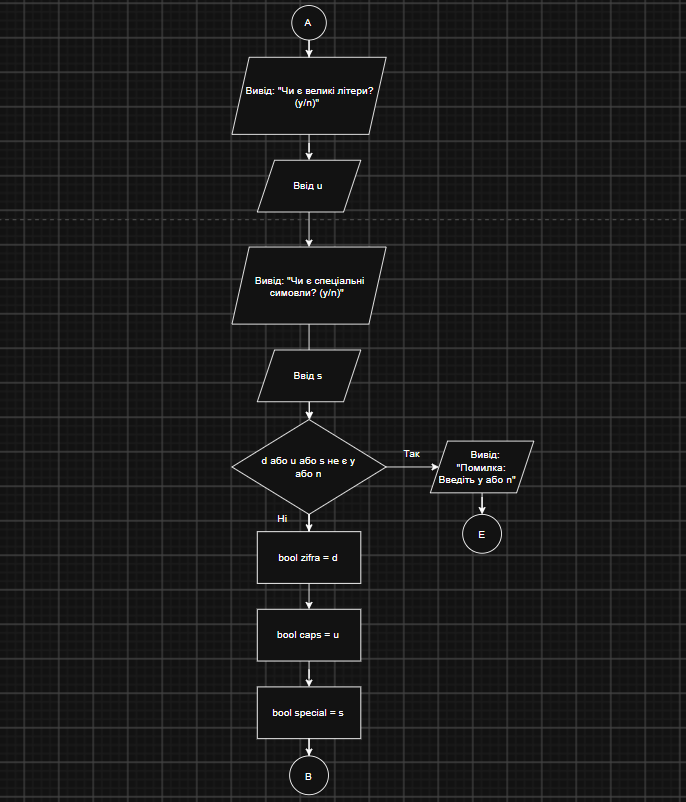 A
Вивід: "Чи є великі літери?
(y/n)"
Ввід u
Вивід: "Чи є спеціальні
симовли? (y/n)"
Ввід s
d або u або s не є y
або n
Так
Вивід:
"Помилка:
Введіть y або n"
E
Ні
bool zifra = d
bool caps = u
bool special = s
B